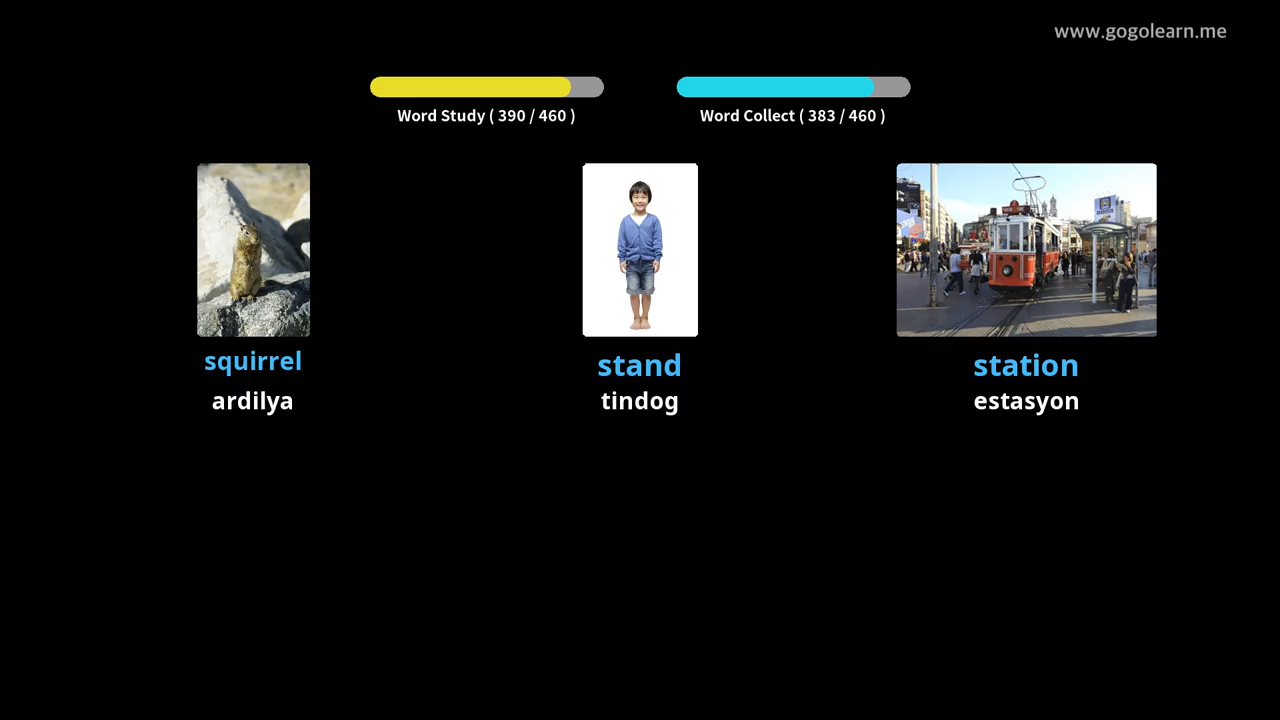 www.gogolearn.me
Word Study ( 390 / 460 )
Word Collect ( 383 / 460 )
squirrel
ardilya
stand
tindog
station
estasyon